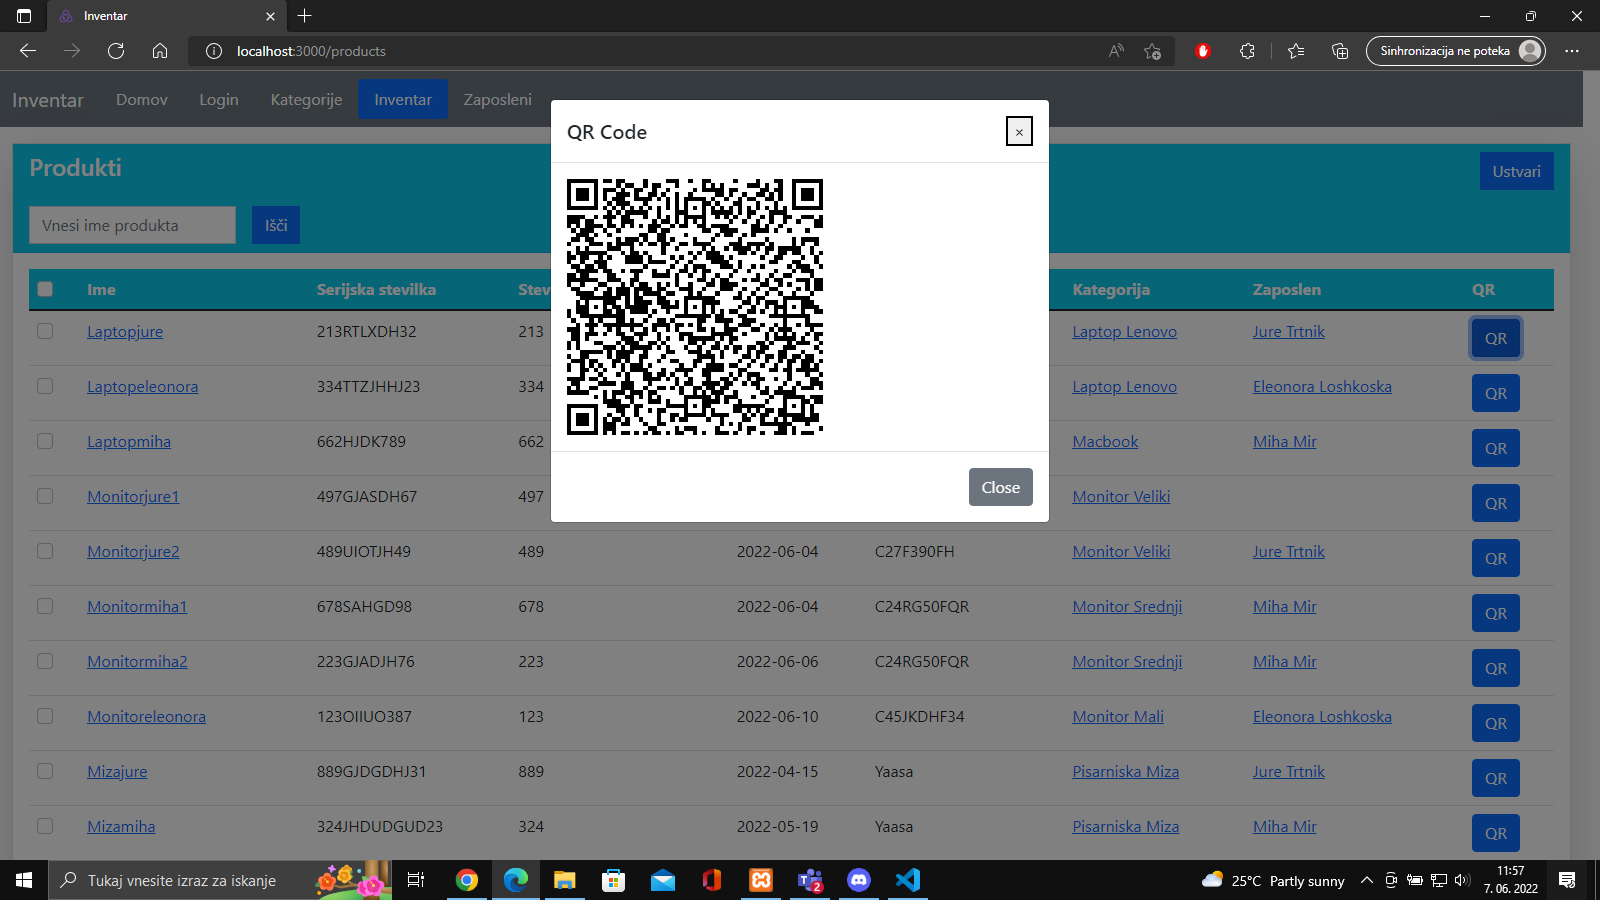 Inventar
localhost:3000/products
Sinhronizacija ne poteka
Inventar Domov Login Kategorije Inventar Zaposleni
QR Code
×
Produkti
Ustvari
Vnesi ime produkta Išči
Ime Serijska stevilka Stev Kategorija Zaposlen QR
Laptopjure 213RTLXDH32 213 Laptop Lenovo Jure Trtnik QR
Laptopeleonora 334TTZJHHJ23 334 Laptop Lenovo Eleonora Loshkoska QR
Laptopmiha 662HJDK789 662 Macbook Miha Mir QR
Monitorjure1 497GJASDH67 497 Monitor Veliki QR
Close
Monitorjure2 489UIOTJH49 489 2022-06-04 C27F390FH Monitor Veliki Jure Trtnik QR
Monitormiha1 678SAHGD98 678 2022-06-04 C24RG50FQR Monitor Srednji Miha Mir QR
Monitormiha2 223GJADJH76 223 2022-06-06 C24RG50FQR Monitor Srednji Miha Mir QR
Monitoreleonora 123OIIUO387 123 2022-06-10 C45JKDHF34 Monitor Mali Eleonora Loshkoska QR
Mizajure 889GJDGDHJ31 889 2022-04-15 Yaasa Pisarniska Miza Jure Trtnik QR
Mizamiha 324JHDUDGUD23 324 2022-05-19 Yaasa Pisarniska Miza Miha Mir QR
Tukaj vnesite izraz za iskanje
2
25°C Partly sunny
11:57
7. 06. 2022